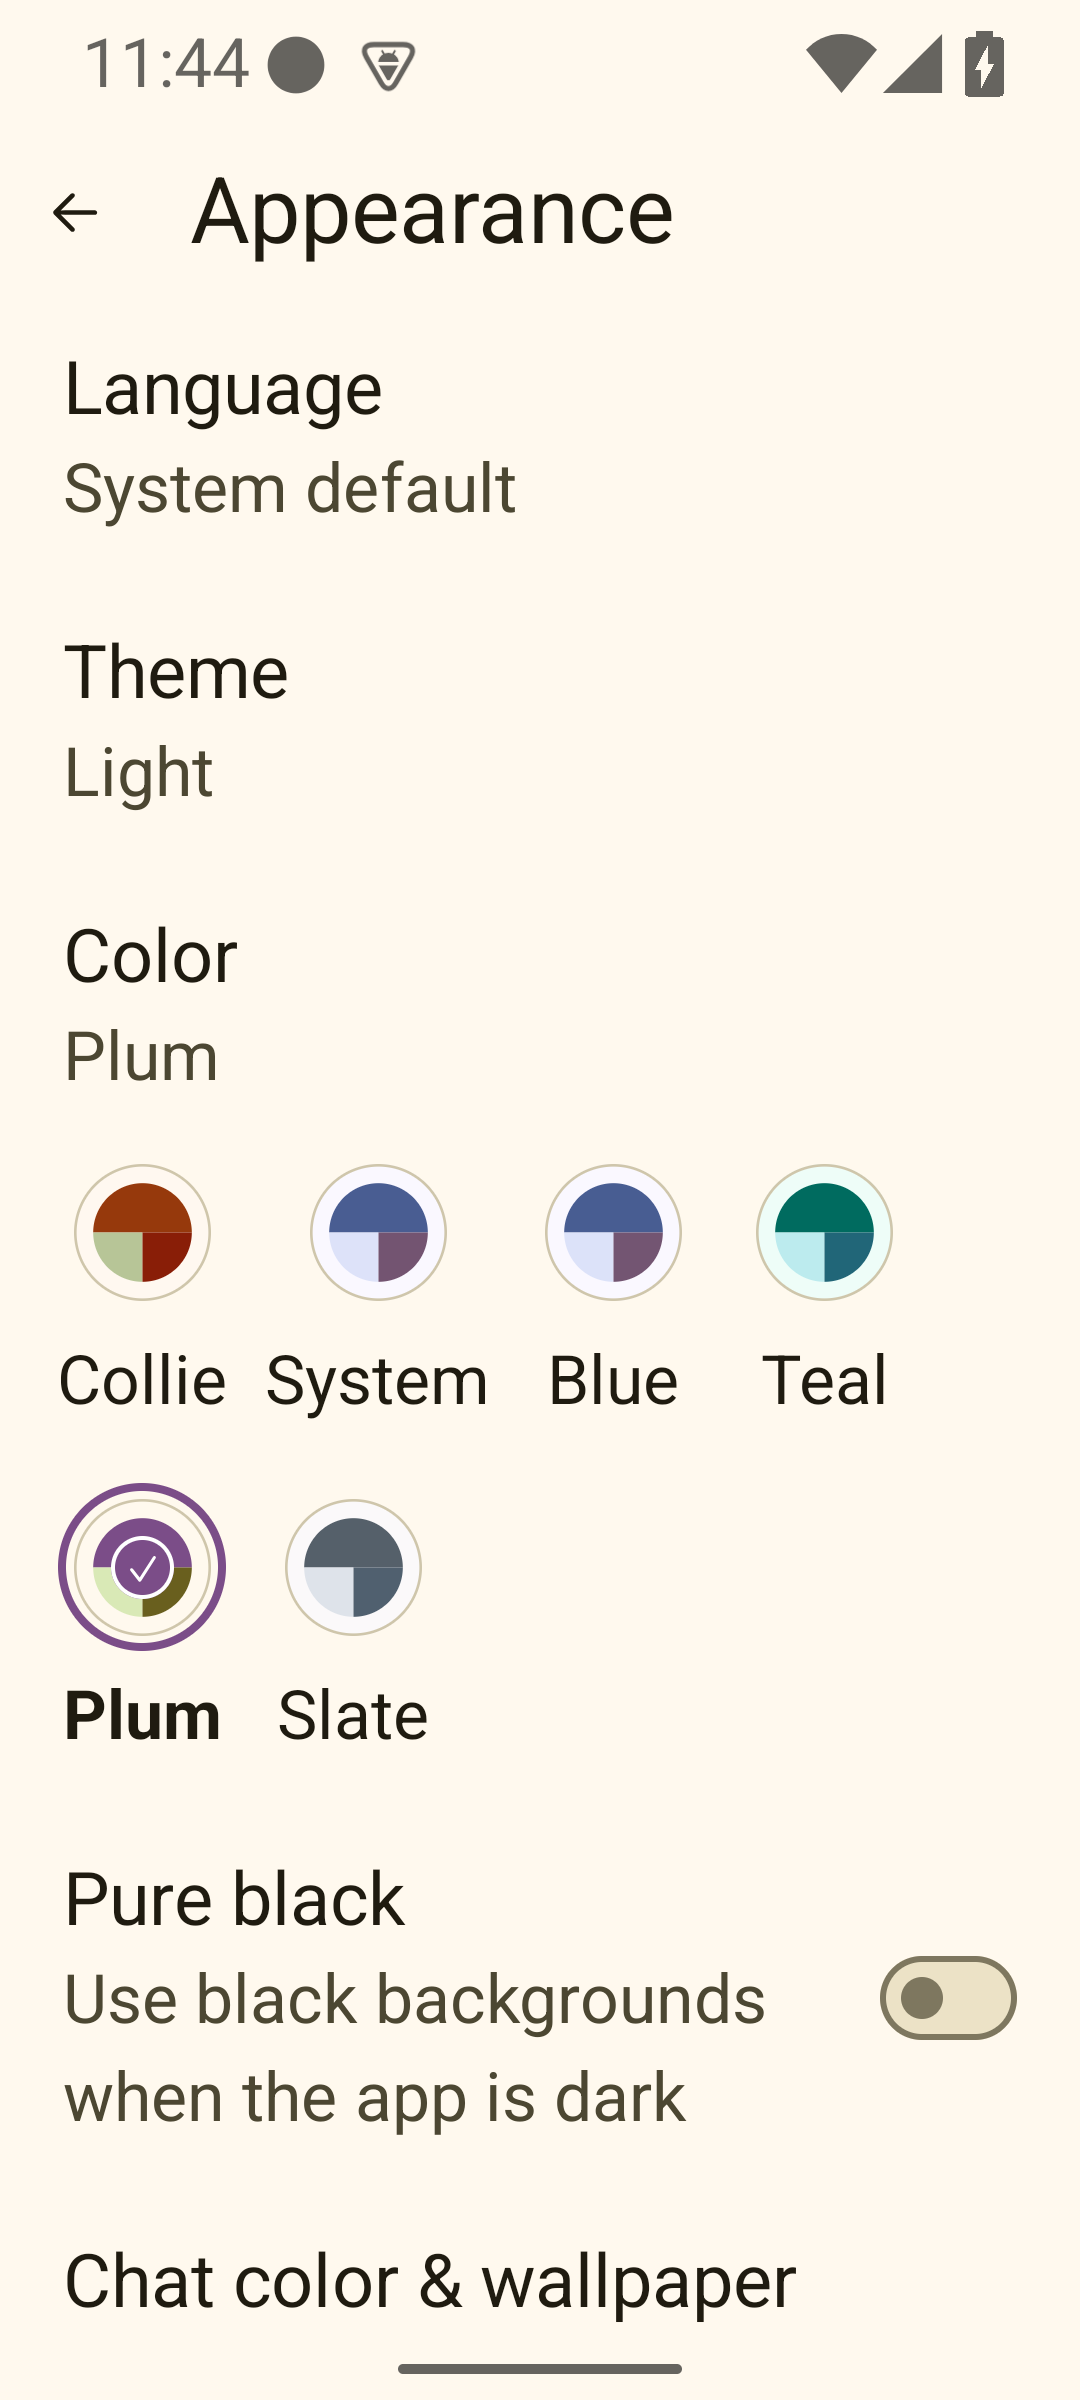 11:44
Appearance
Language
System default
Theme
Light
Color
Plum
Collie System Blue Teal
Plum Slate
Pure black
Use black backgrounds
when the app is dark
Chat color & wallpaper